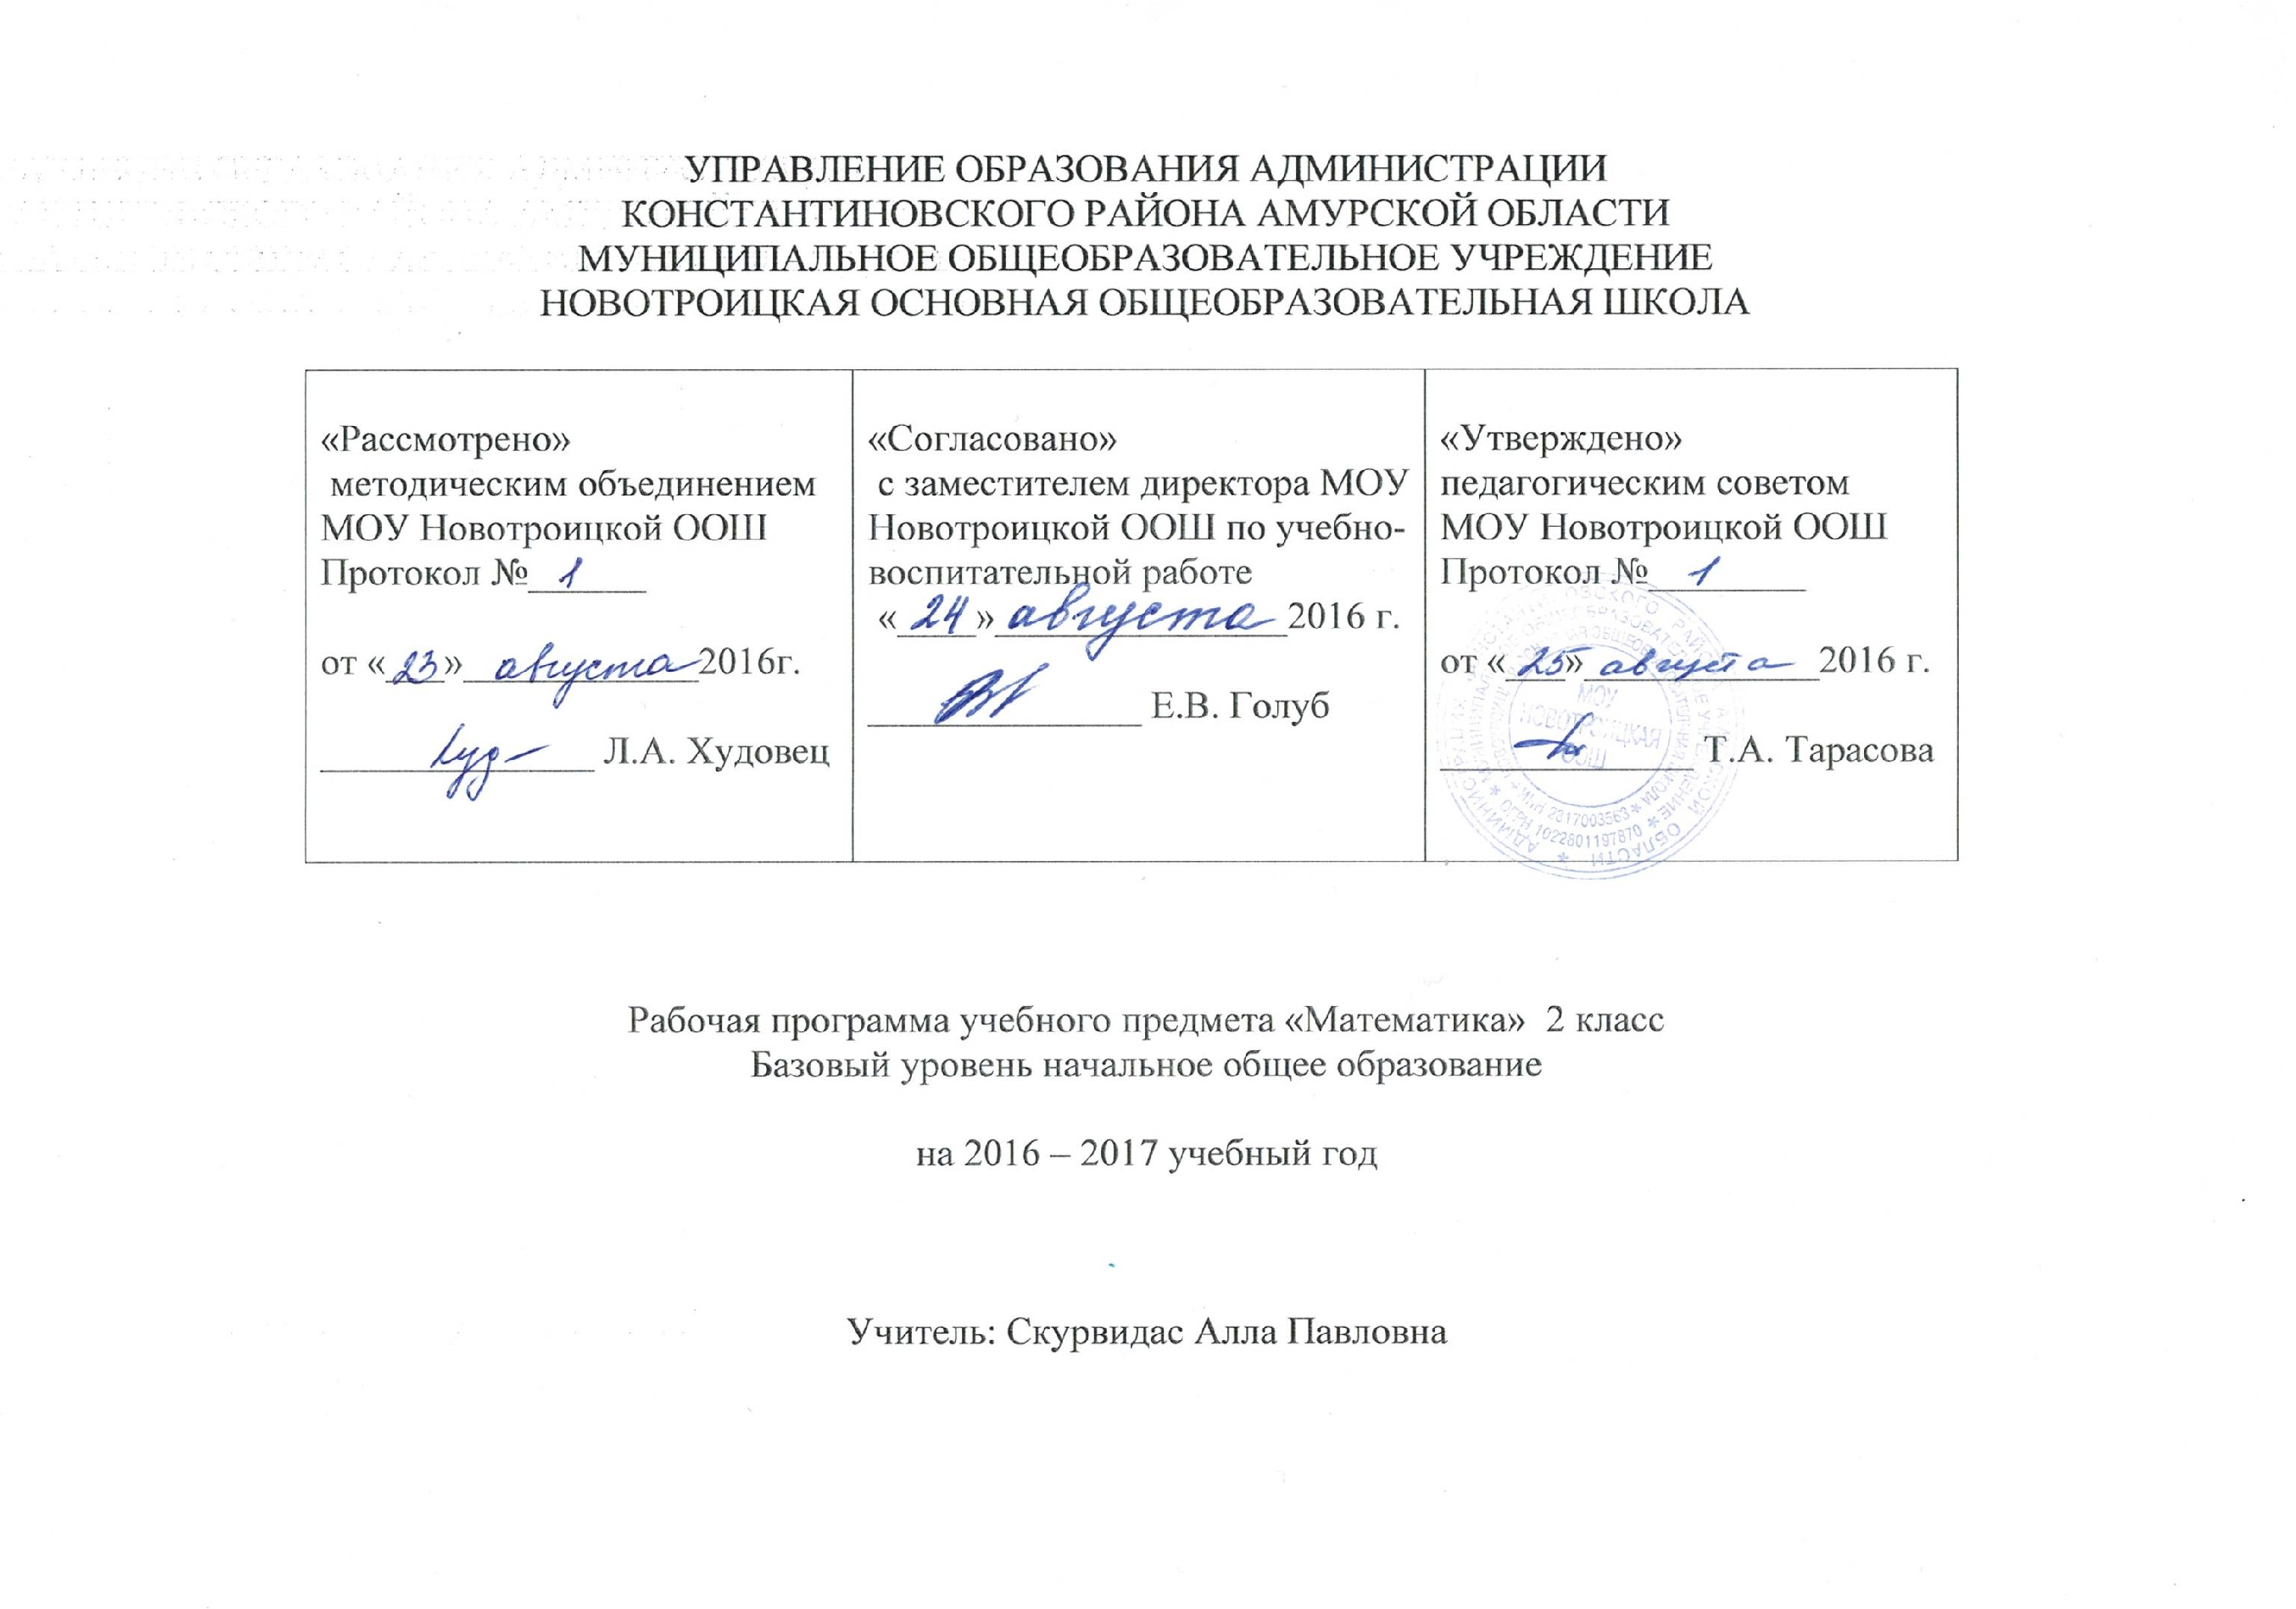 УПРАВЛЕНИЕ ОБРАЗОВАНИЯ АДМИНИСТРАЦИИ
КОНСТАНТИНОВСКОГО РАЙОНА АМУРСКОЙ ОБЛАСТИ
МУНИЦИПАЛЬНОЕ ОБЩЕОБРАЗОВАТЕЛЬНОЕ УЧРЕЖДЕНИЕ
НОВОТРОИЦКАЯ ОСНОВНАЯ ОБЩЕОБРАЗОВАТЕЛЬНАЯ ШКОЛА
«Рассмотрено»
методическим объединением
МОУ Новотроицкой ООШ
Протокол № 1
от «23» августа 2016г.
Л.А. Худовец
«Согласовано»
с заместителем директора МОУ
Новотроицкой ООШ по учебно-
воспитательной работе
«24» августа 2016 г.
Е.В. Голуб
«Утверждено»
педагогическим советом
МОУ Новотроицкой ООШ
Протокол № 1
от «25» августа 2016 г.
Т.А. Тарасова
МОУ
НОВОТРОИЦКАЯ
ООШ
Рабочая программа учебного предмета «Математика» 2 класс
Базовый уровень начальное общее образование
на 2016 – 2017 учебный год
Учитель: Скурвидас Алла Павловна